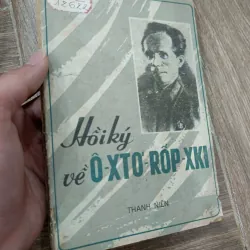 Hồi ký
về Ô-XTƠ-RỐP-XKI
THANH NIÊN